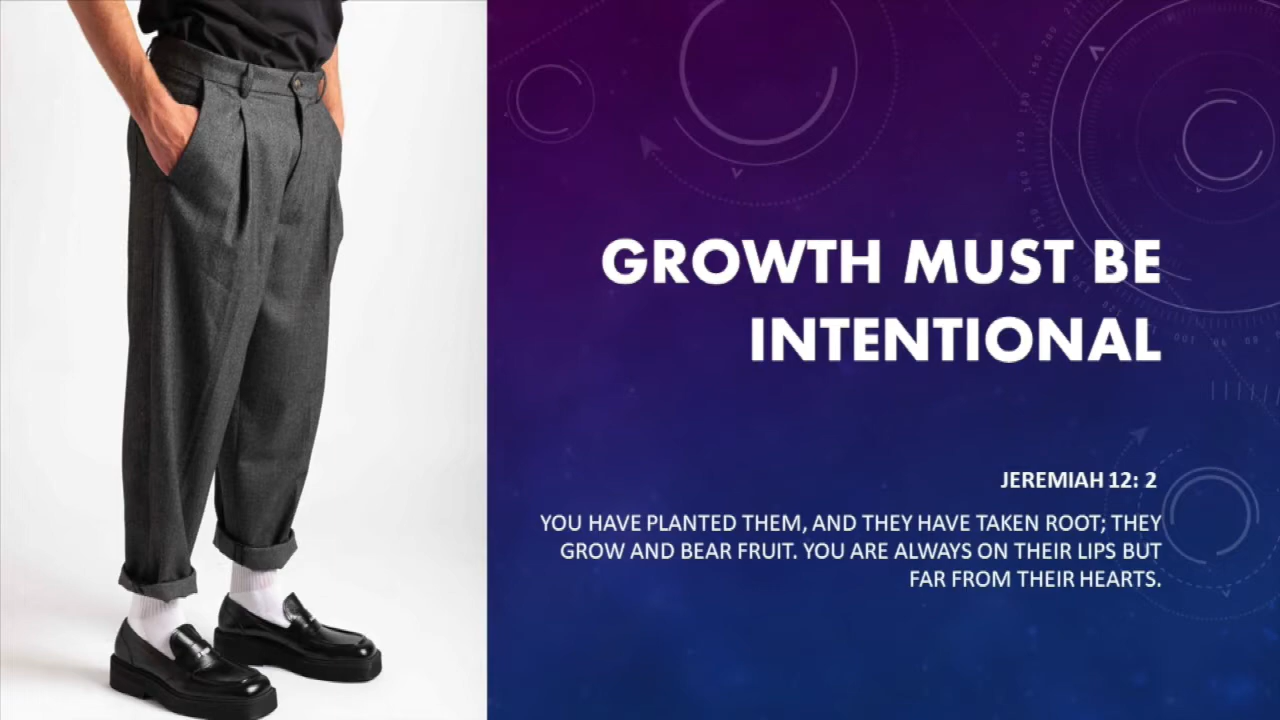 GROWTH MUST BE
INTENTIONAL
JEREMIAH 12: 2
YOU HAVE PLANTED THEM, AND THEY HAVE TAKEN ROOT; THEY
GROW AND BEAR FRUIT. YOU ARE ALWAYS ON THEIR LIPS BUT
FAR FROM THEIR HEARTS.